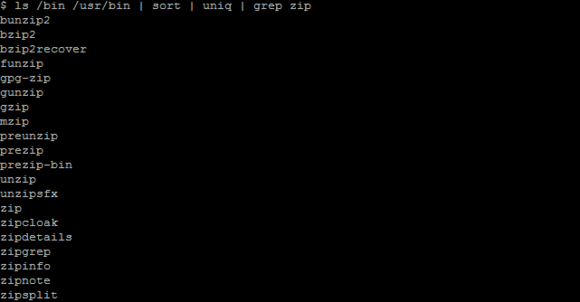 $ ls /bin /usr/bin | sort | uniq | grep zip
bunzip2
bzip2
bzip2recover
funzip
gpg-zip
gunzip
gzip
mzip
preunzip
prezip
prezip-bin
unzip
unzipsfx
zip
zipcloak
zipdetails
zipgrep
zipinfo
zipnote
zipsplit